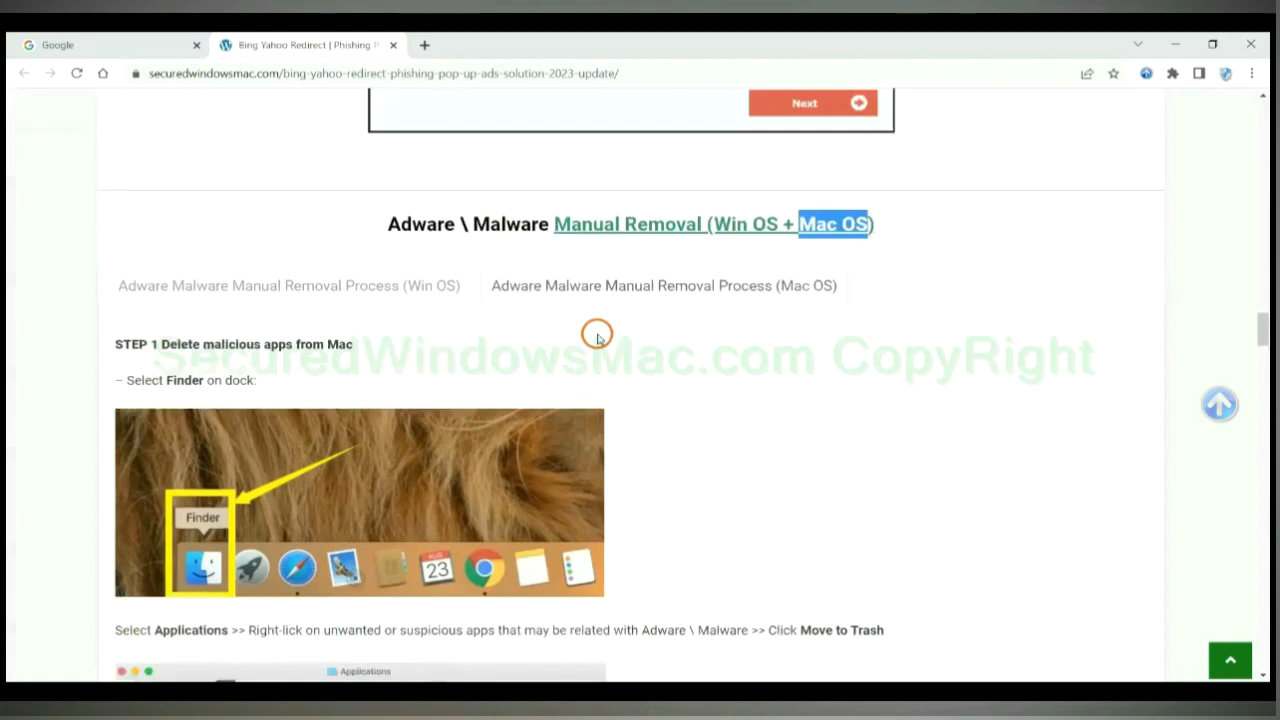 Google
Bing Yahoo Redirect | Phishing P
securedwindowsmac.com/bing-yahoo-redirect-phishing-pop-up-ads-solution-2023-update/
Next
Adware \ Malware Manual Removal (Win OS + Mac OS)
Adware Malware Manual Removal Process (Win OS)
Adware Malware Manual Removal Process (Mac OS)
STEP 1 Delete malicious apps from Mac
SecuredWindowsMac.com CopyRight
– Select Finder on dock:
Finder
AUG
23
Select Applications >> Right-lick on unwanted or suspicious apps that may be related with Adware \ Malware >> Click Move to Trash
Applications